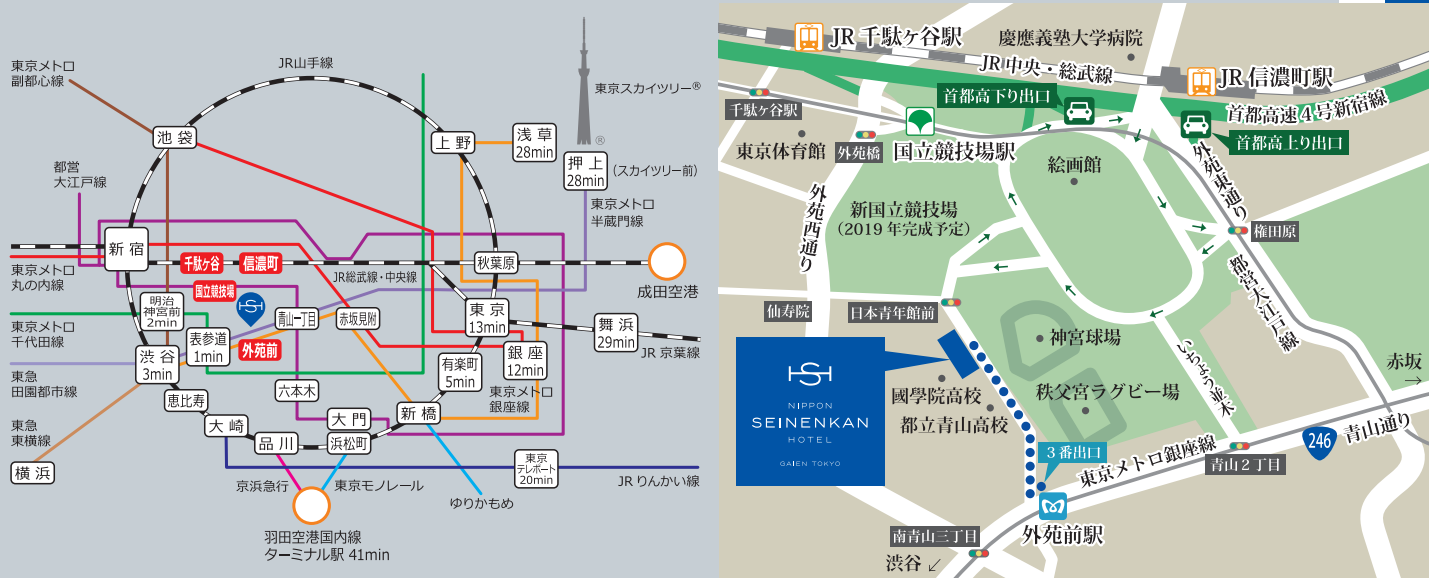 東京メトロ
副都心線
JR山手線
池袋
上野
浅草
28min
東京スカイツリー®
®
押上
28min
(スカイツリー前)
都営
大江戸線
東京メトロ
半蔵門線
新宿
東京メトロ
丸の内線
千駄ヶ谷
信濃町
JR総武線・中央線
秋葉原
成田空港
国立競技場
明治
神宮前
2min
青山一丁目
赤坂見附
東京
13min
舞浜
29min
JR 京葉線
東京メトロ
千代田線
表参道
1min
外苑前
渋谷
3min
有楽町
5min
銀座
12min
東京メトロ
銀座線
東急
田園都市線
恵比寿
六本木
大崎
大門
新橋
東急
東横線
品川
浜松町
横浜
東京
テレポート
20min
JR りんかい線
京浜急行
東京モノレール
ゆりかもめ
羽田空港国内線
ターミナル駅 41min
JR 千駄ヶ谷駅
慶應義塾大学病院
JR 中央・総武線
JR 信濃町駅
千駄ヶ谷駅
首都高下り出口
首都高速4号新宿線
首都高上り出口
東京体育館
外苑橋
国立競技場駅
絵画館
外苑東通り
外苑西通り
新国立競技場
(2019年完成予定)
権田原
都営大江戸線
仙寿院
日本青年館前
神宮球場
いちょう並木
赤坂
→
NIPPON
SEINENKAN
HOTEL
GAIEN TOKYO
國學院高校
都立青山高校
秩父宮ラグビー場
3番出口
東京メトロ銀座線
青山2丁目
246
青山通り
外苑前駅
南青山三丁目
渋谷 ↙